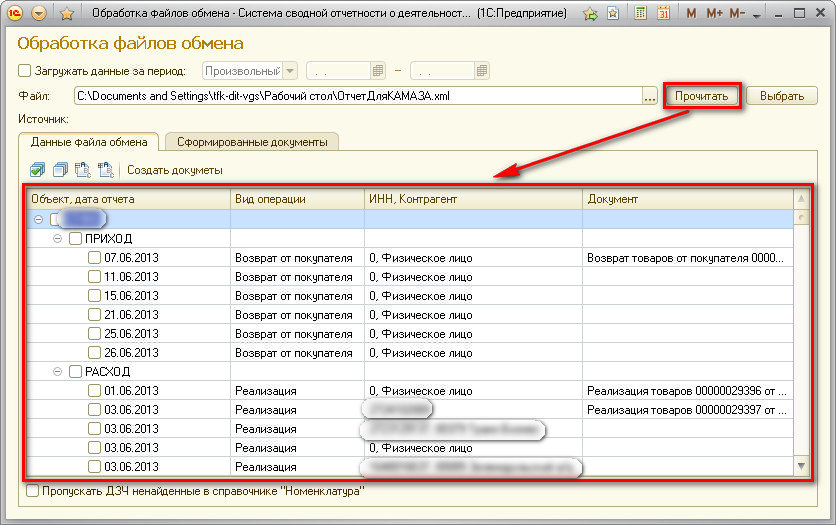 Обработка файлов обмена - Система сводной отчетности о деятельност... (1С:Предприятие)
M M+ M-
Обработка файлов обмена
Загружать данные за период: Произвольный . . – . .
Файл: C:\Documents and Settings\tfk-dit-vgs\Рабочий стол\ОтчетДляКАМАЗА.xml ... Прочитать Выбрать
Источник:
Данные файла обмена Сформированные документы
Создать докуметы
Объект, дата отчета Вид операции ИНН, Контрагент Документ
ПРИХОД
07.06.2013 Возврат от покупателя 0, Физическое лицо Возврат товаров от покупателя 0000...
11.06.2013 Возврат от покупателя 0, Физическое лицо
15.06.2013 Возврат от покупателя 0, Физическое лицо
21.06.2013 Возврат от покупателя 0, Физическое лицо
25.06.2013 Возврат от покупателя 0, Физическое лицо
26.06.2013 Возврат от покупателя 0, Физическое лицо
РАСХОД
01.06.2013 Реализация 0, Физическое лицо Реализация товаров 00000029396 от ...
03.06.2013 Реализация Реализация товаров 00000029397 от ...
03.06.2013 Реализация
03.06.2013 Реализация 0, Физическое лицо
03.06.2013 Реализация
Пропускать ДЗЧ ненайденные в справочнике "Номенклатура"